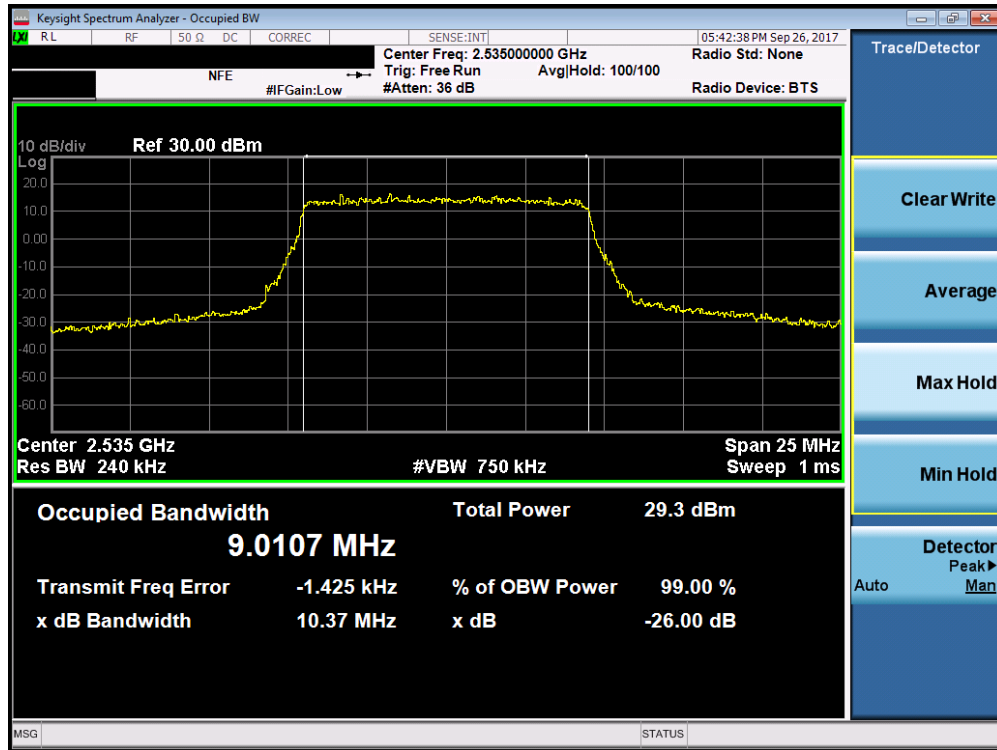 Keysight Spectrum Analyzer - Occupied BW
LXI RL RF 50 Ω DC CORREC SENSE:INT 05:42:38 PM Sep 26, 2017
Center Freq: 2.535000000 GHz Radio Std: None
NFE Trig: Free Run Avg|Hold: 100/100
#IFGain:Low #Atten: 36 dB Radio Device: BTS
10 dB/div Ref 30.00 dBm
Log
20.0
10.0
0.00
-10.0
-20.0
-30.0
-40.0
-50.0
-60.0
Center 2.535 GHz Span 25 MHz
Res BW 240 kHz #VBW 750 kHz Sweep 1 ms
Occupied Bandwidth Total Power 29.3 dBm
9.0107 MHz
Transmit Freq Error -1.425 kHz % of OBW Power 99.00 %
x dB Bandwidth 10.37 MHz x dB -26.00 dB
MSG STATUS
Trace/Detector
Clear Write
Average
Max Hold
Min Hold
Detector
Peak▶
Auto Man